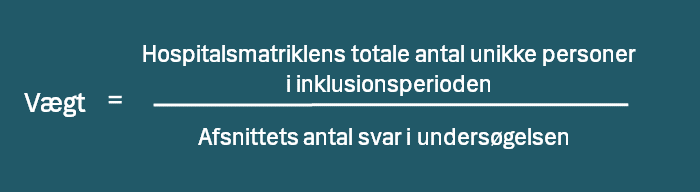 Hospitalsmatriklens totale antal unikke personer
i inklusionsperioden
Vægt =
Afsnittets antal svar i undersøgelsen